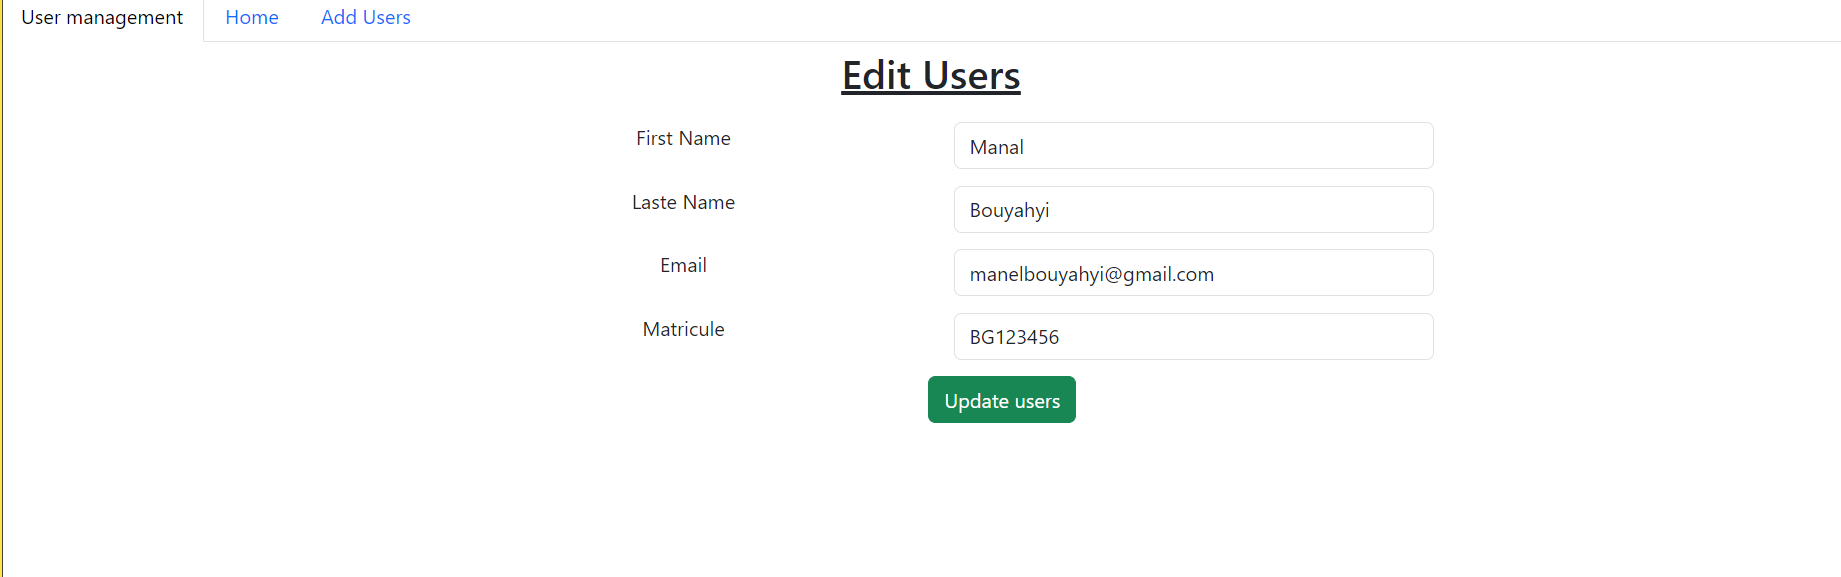 User management Home Add Users
Edit Users
First Name Manal
Laste Name Bouyahyi
Email manelbouyahyi@gmail.com
Matricule BG123456
Update users